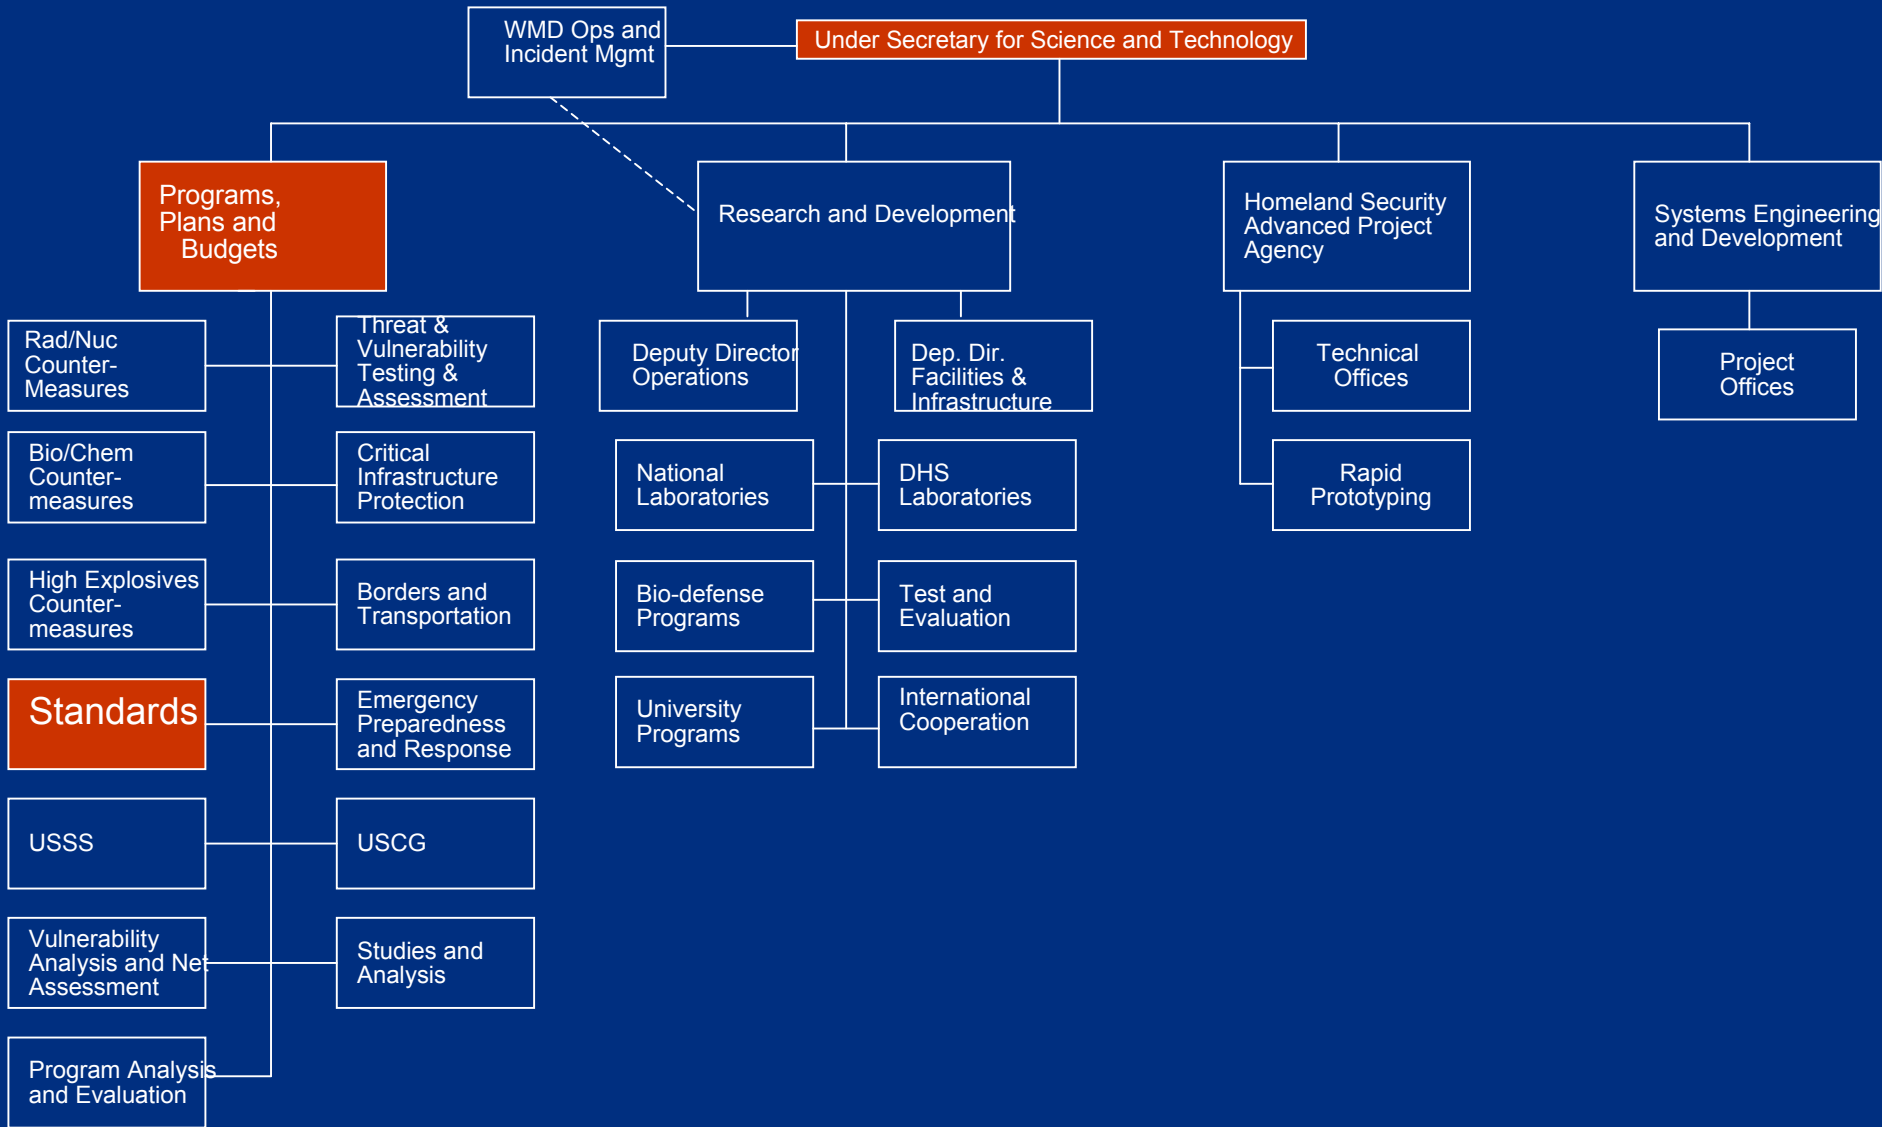 WMD Ops and
Incident Mgmt
Under Secretary for Science and Technology
Programs,
Plans and
Budgets
Research and Development
Homeland Security
Advanced Project
Agency
Systems Engineering
and Development
Rad/Nuc
Counter-
Measures
Threat &
Vulnerability
Testing &
Assessment
Deputy Director
Operations
Dep. Dir.
Facilities &
Infrastructure
Technical
Offices
Project
Offices
Bio/Chem
Counter-
measures
Critical
Infrastructure
Protection
National
Laboratories
DHS
Laboratories
Rapid
Prototyping
High Explosives
Counter-
measures
Borders and
Transportation
Bio-defense
Programs
Test and
Evaluation
Standards
Emergency
Preparedness
and Response
University
Programs
International
Cooperation
USSS
USCG
Vulnerability
Analysis and Net
Assessment
Studies and
Analysis
Program Analysis
and Evaluation